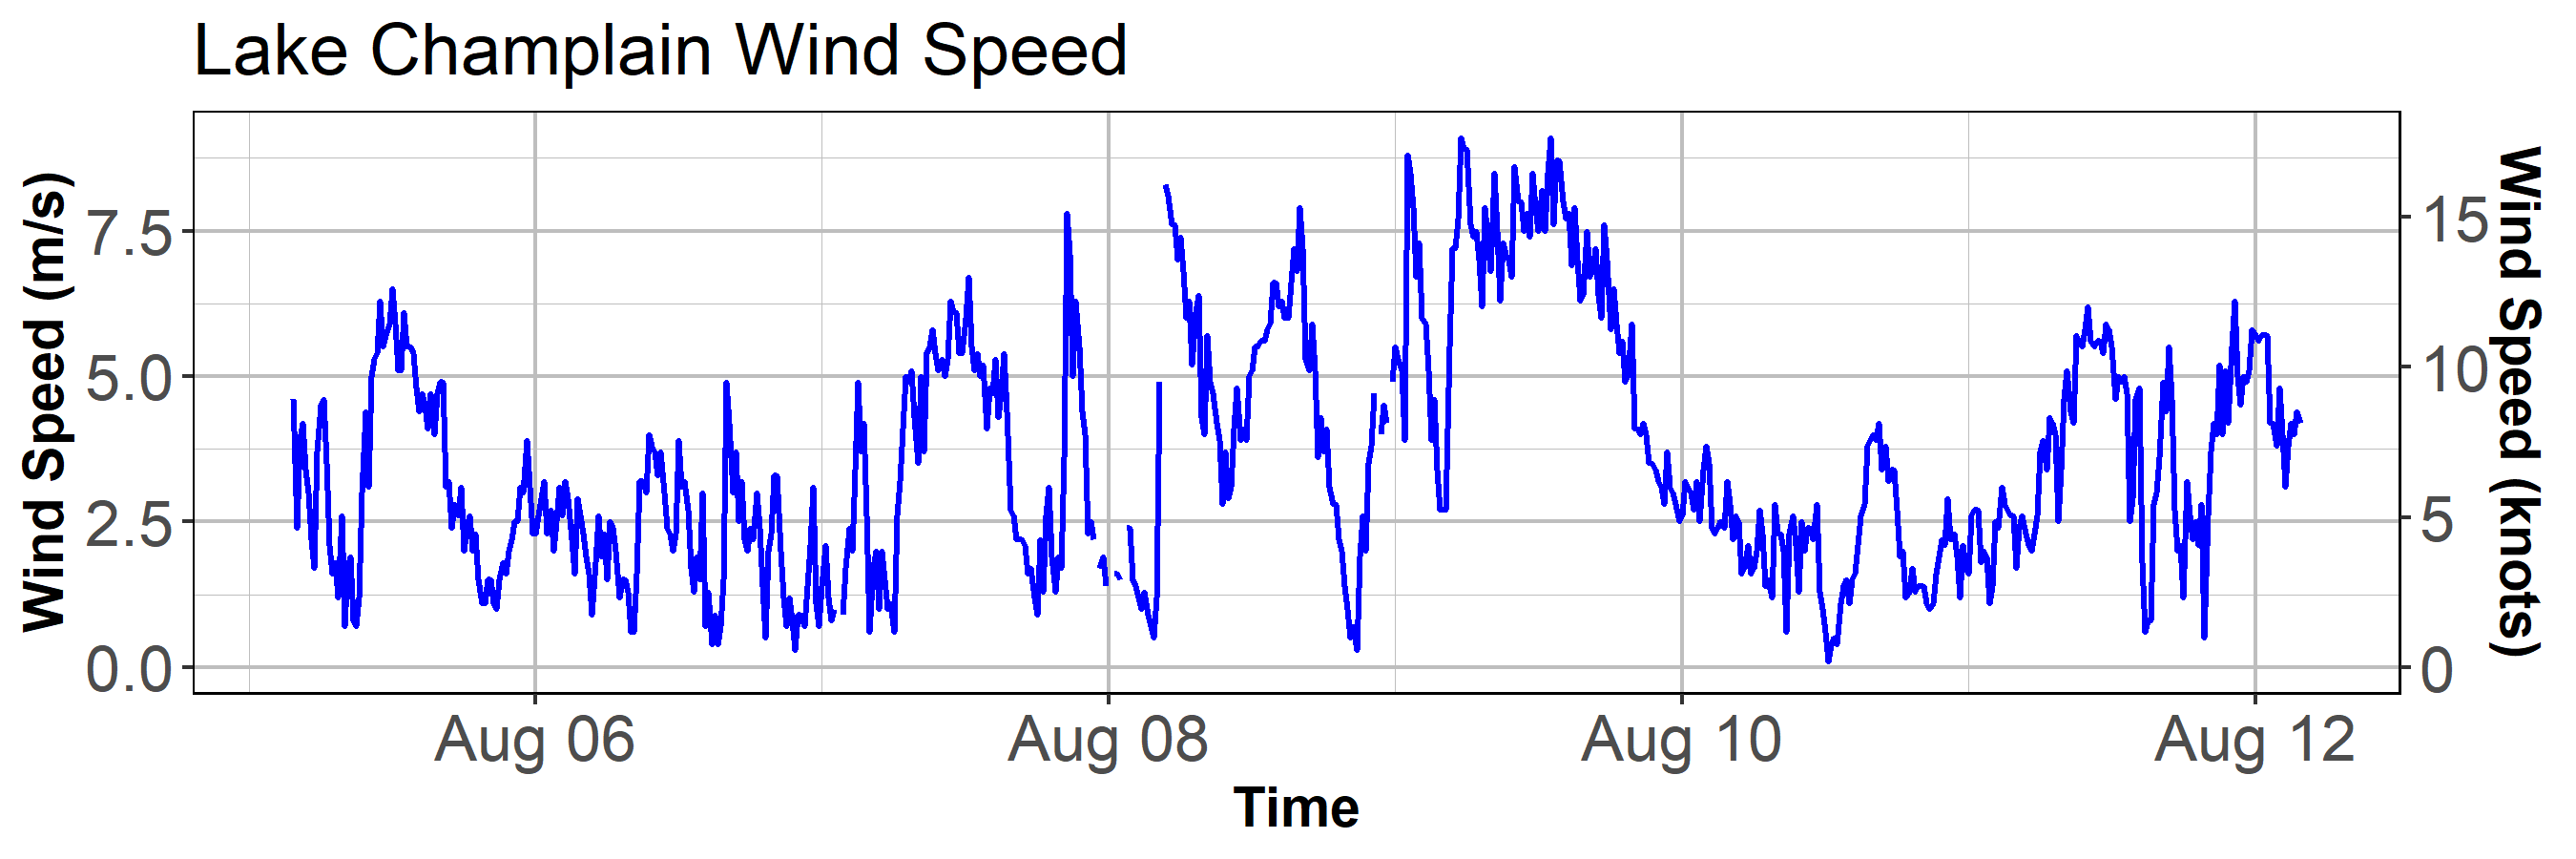 Lake Champlain Wind Speed
Wind Speed (m/s)
7.5
5.0
2.5
0.0
15
10
5
0
Wind Speed (knots)
Aug 06
Aug 08
Aug 10
Aug 12
Time